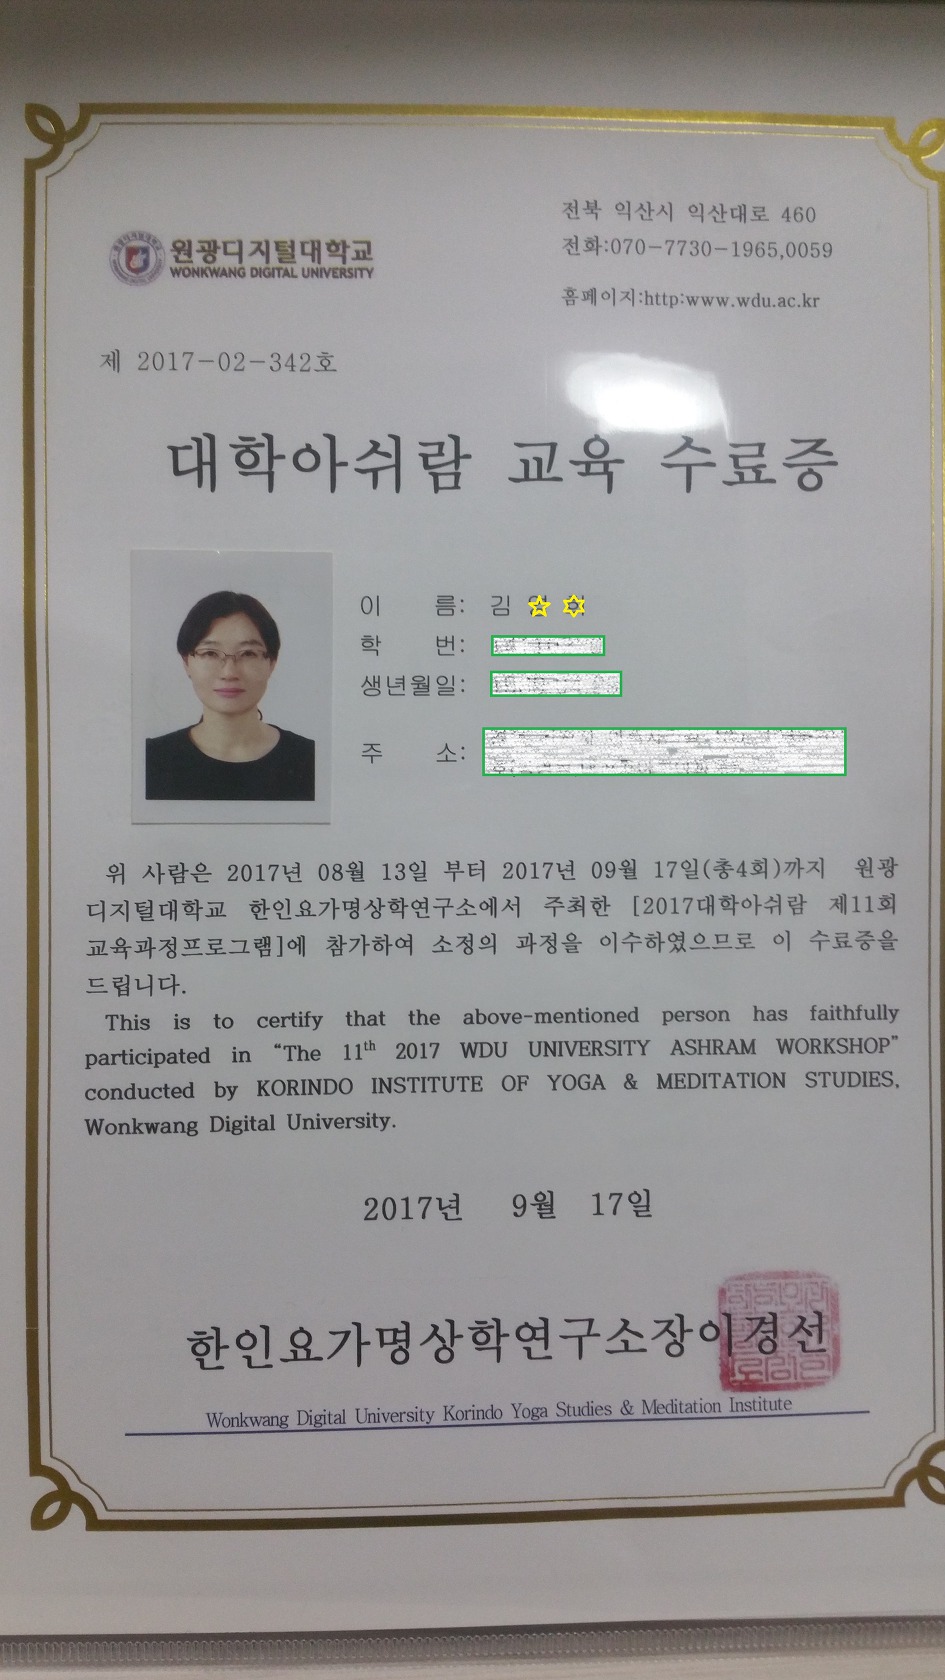 원광디지털대학교
WONKWANG DIGITAL UNIVERSITY
전북 익산시 익산대로 460
전화:070-7730-1965,0059
홈페이지:http:www.wdu.ac.kr
제 2017-02-342호
대학아쉬람 교육 수료증
이 름: 김
학 번:
생년월일:
주 소:
위 사람은 2017년 08월 13일 부터 2017년 09월 17일(총4회)까지 원광
디지털대학교 한인요가명상학연구소에서 주최한 [2017대학아쉬람 제11회
교육과정프로그램]에 참가하여 소정의 과정을 이수하였으므로 이 수료증을
드립니다.
This is to certify that the above-mentioned person has faithfully
participated in “The 11th 2017 WDU UNIVERSITY ASHRAM WORKSHOP”
conducted by KORINDO INSTITUTE OF YOGA & MEDITATION STUDIES,
Wonkwang Digital University.
2017년 9월 17일
한인요가명상학연구소장이경선
Wonkwang Digital University Korindo Yoga Studies & Meditation Institute